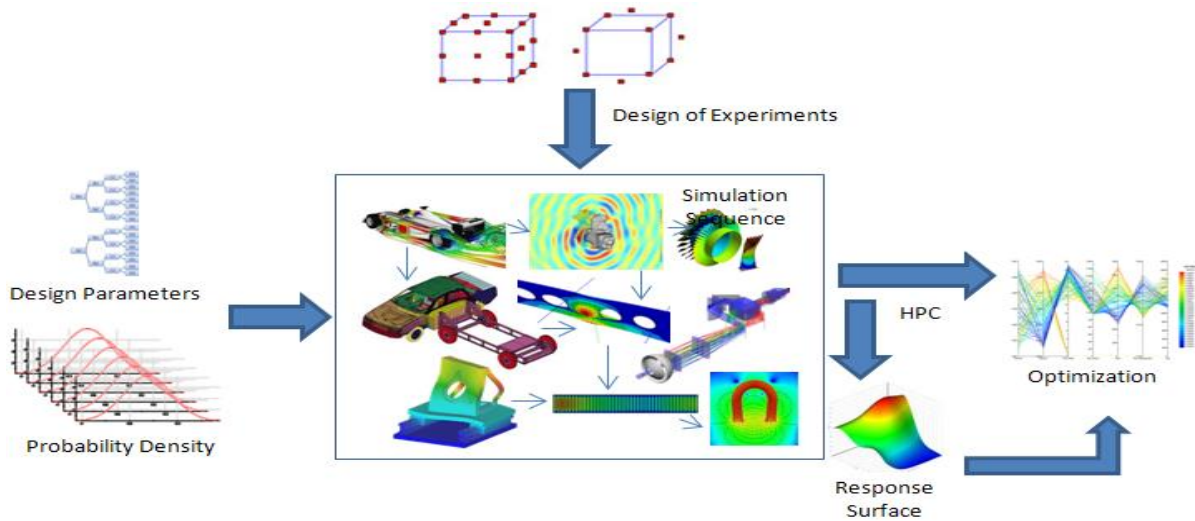 Design of Experiments
Simulation
Sequence
Design Parameters
HPC
Optimization
Probability Density
Response
Surface